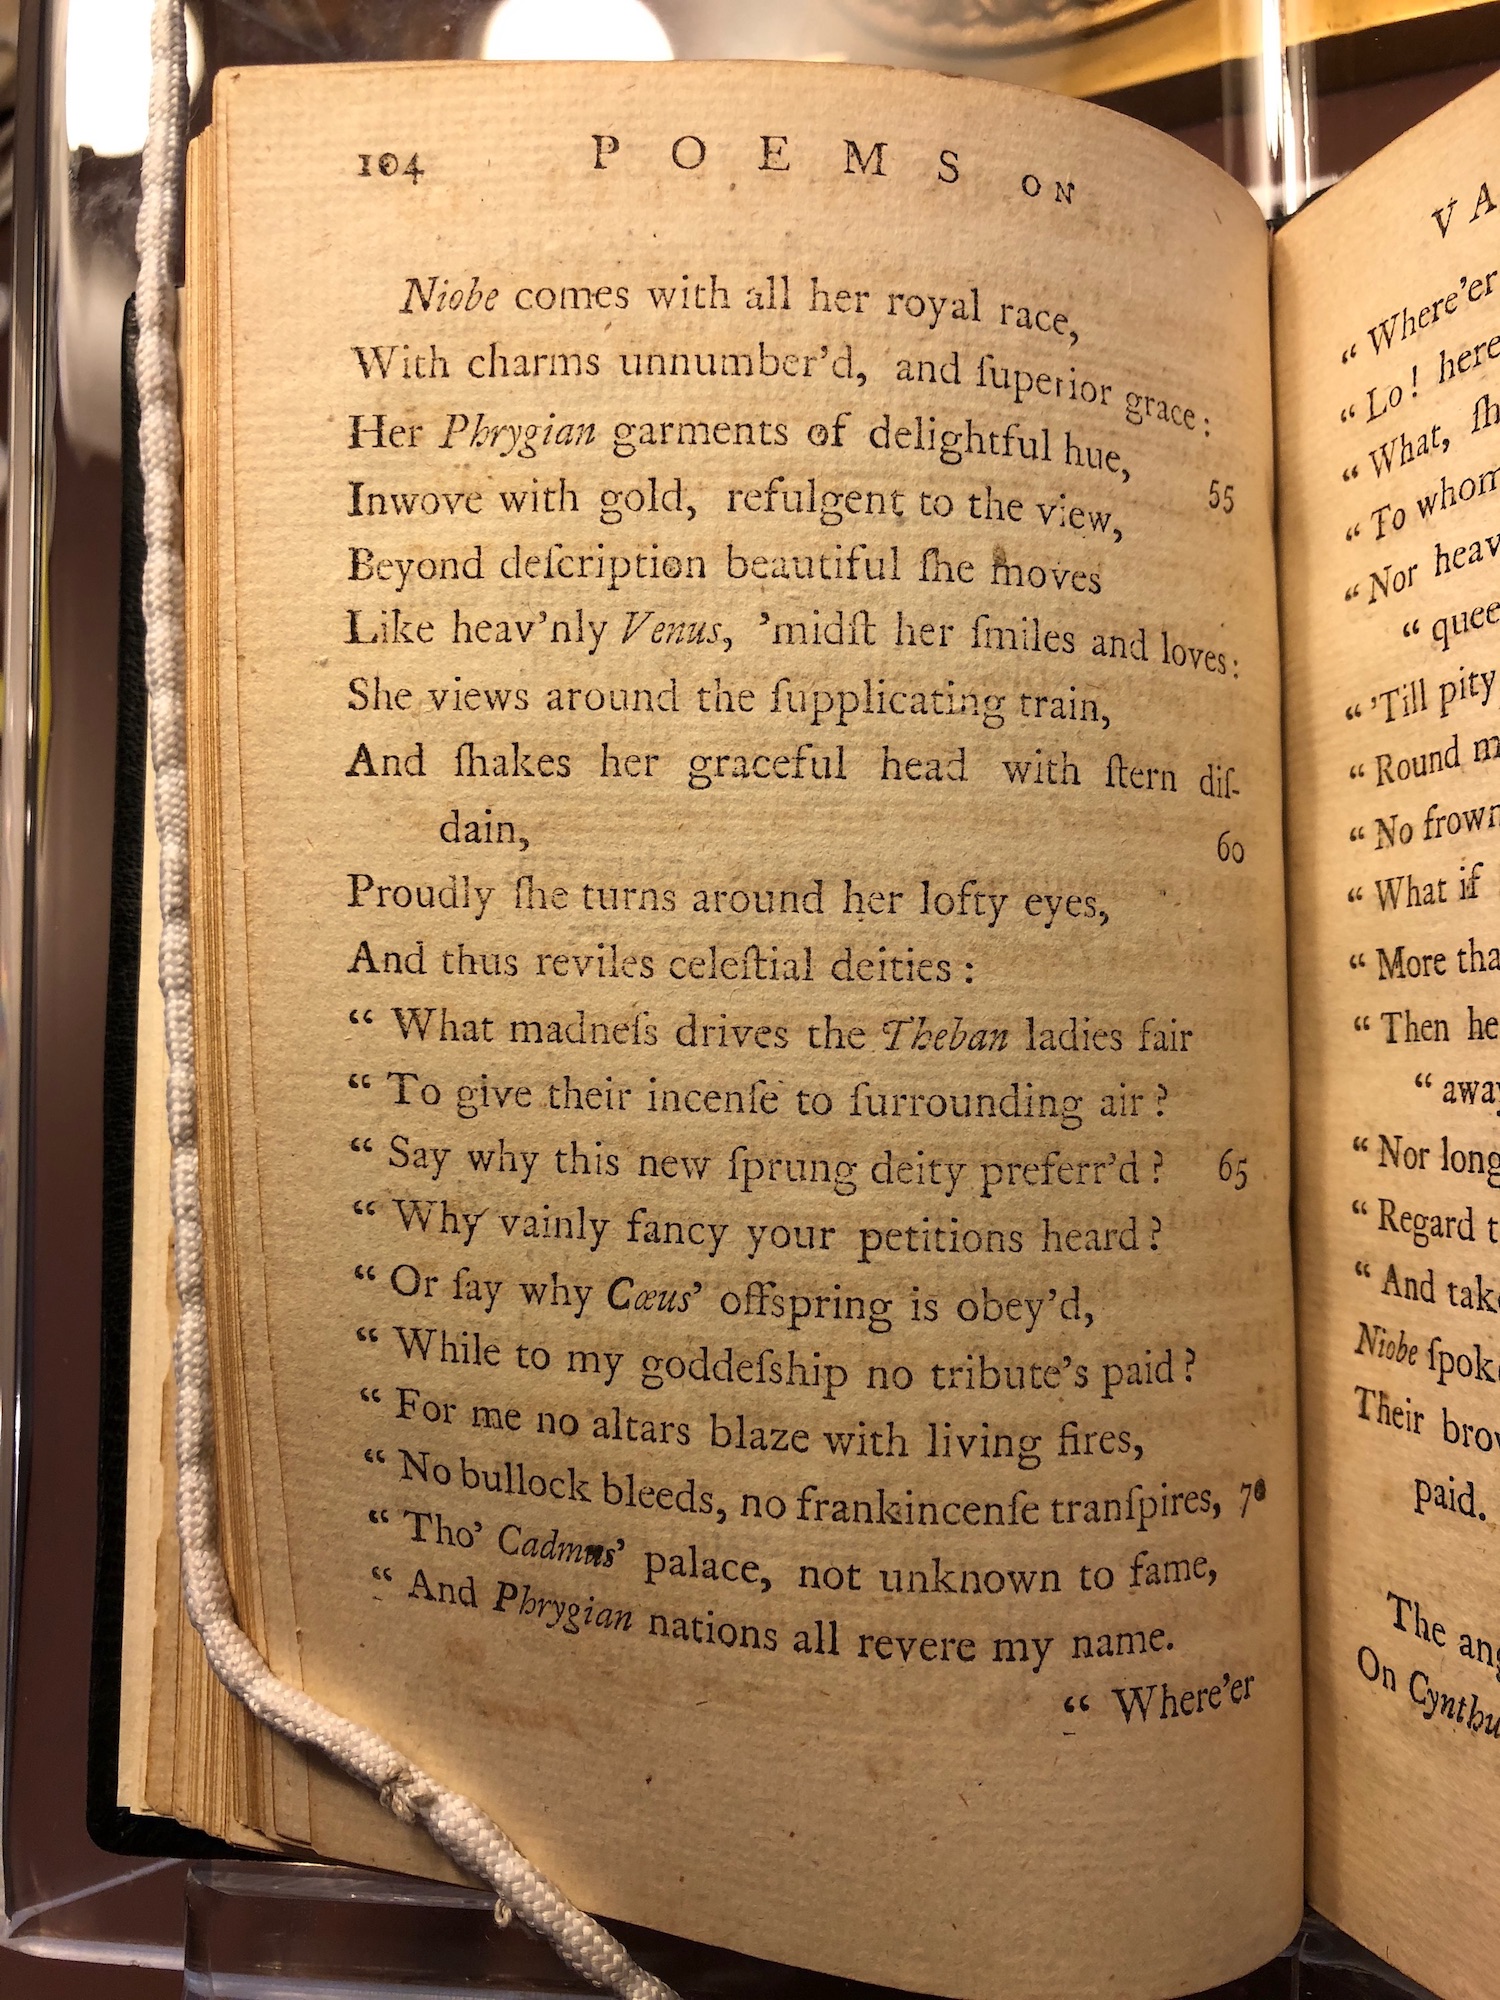 104 POEMS ON
Niobe comes with all her royal race,
With charms unnumber'd, and ſuperior grace:
Her Phrygian garments of delightful hue,
Inwove with gold, refulgent to the view, 55
Beyond deſcription beautiful ſhe moves
Like heav'nly Venus, 'midſt her ſmiles and loves:
She views around the ſupplicating train,
And ſhakes her graceful head with ſtern diſ-
dain, 60
Proudly ſhe turns around her lofty eyes,
And thus reviles celeſtial deities:
“ What madneſs drives the Theban ladies fair
“ To give their incenſe to ſurrounding air?
“ Say why this new ſprung deity preferr'd? 65
“ Why vainly fancy your petitions heard?
“ Or ſay why Cœus' offspring is obey'd,
“ While to my goddeſship no tribute's paid?
“ For me no altars blaze with living fires,
“ No bullock bleeds, no frankincenſe tranſpires, 70
“ Tho' Cadmus' palace, not unknown to fame,
“ And Phrygian nations all revere my name.
“ Where'er
VA
“ Where'er
“ Lo! here
“ What, ſh
“ To whom
“ Nor heav
“ quee
“ 'Till pity
“ Round m
“ No frown
“ What if
“ More tha
“ Then he
“ away
“ Nor long
“ Regard t
“ And take
Niobe ſpok
Their brow
paid.
The ang
On Cynthu